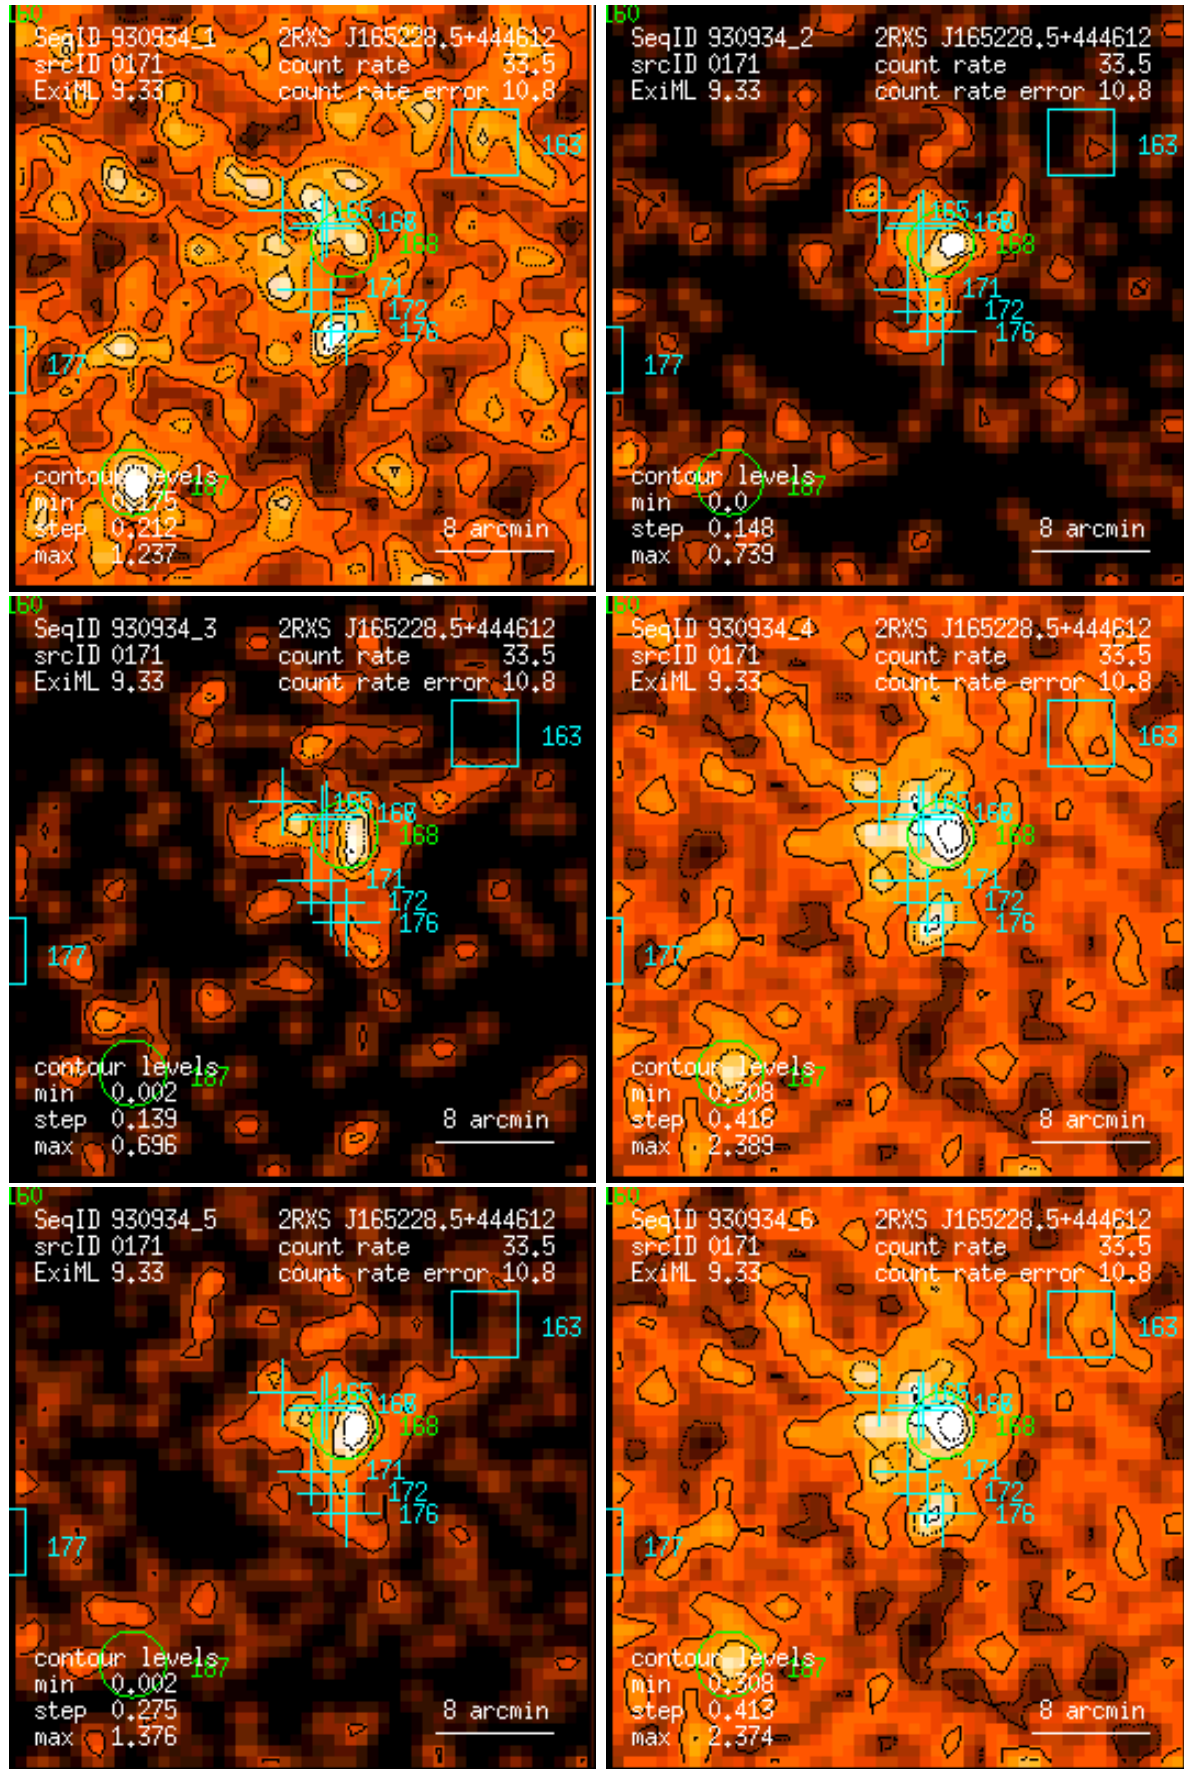 160
SeqID 930934_1 2RXS J165228.5+444612
srcID 0171 count rate 33.5
ExiML 9.33 count rate error 10.8
163
165
168
168
171
172
176
177
contour levels
187
min 0.175
step 0.212
max 1.237
8 arcmin
160
SeqID 930934_2 2RXS J165228.5+444612
srcID 0171 count rate 33.5
ExiML 9.33 count rate error 10.8
163
165
168
168
171
172
176
177
contour levels
187
min 0.0
step 0.148
max 0.739
8 arcmin
160
SeqID 930934_3 2RXS J165228.5+444612
srcID 0171 count rate 33.5
ExiML 9.33 count rate error 10.8
163
165
168
168
171
172
176
177
contour levels
187
min 0.002
step 0.139
max 0.696
8 arcmin
SeqID 930934_4 2RXS J165228.5+444612
srcID 0171 count rate 33.5
ExiML 9.33 count rate error 10.8
163
165
168
168
171
172
176
177
contour levels
187
min 0.308
step 0.416
max 2.389
8 arcmin
160
SeqID 930934_5 2RXS J165228.5+444612
srcID 0171 count rate 33.5
ExiML 9.33 count rate error 10.8
163
165
168
168
171
172
176
177
contour levels
187
min 0.002
step 0.275
max 1.376
8 arcmin
160
SeqID 930934_6 2RXS J165228.5+444612
srcID 0171 count rate 33.5
ExiML 9.33 count rate error 10.8
163
165
168
168
171
172
176
177
contour levels
187
min 0.308
step 0.413
max 2.374
8 arcmin